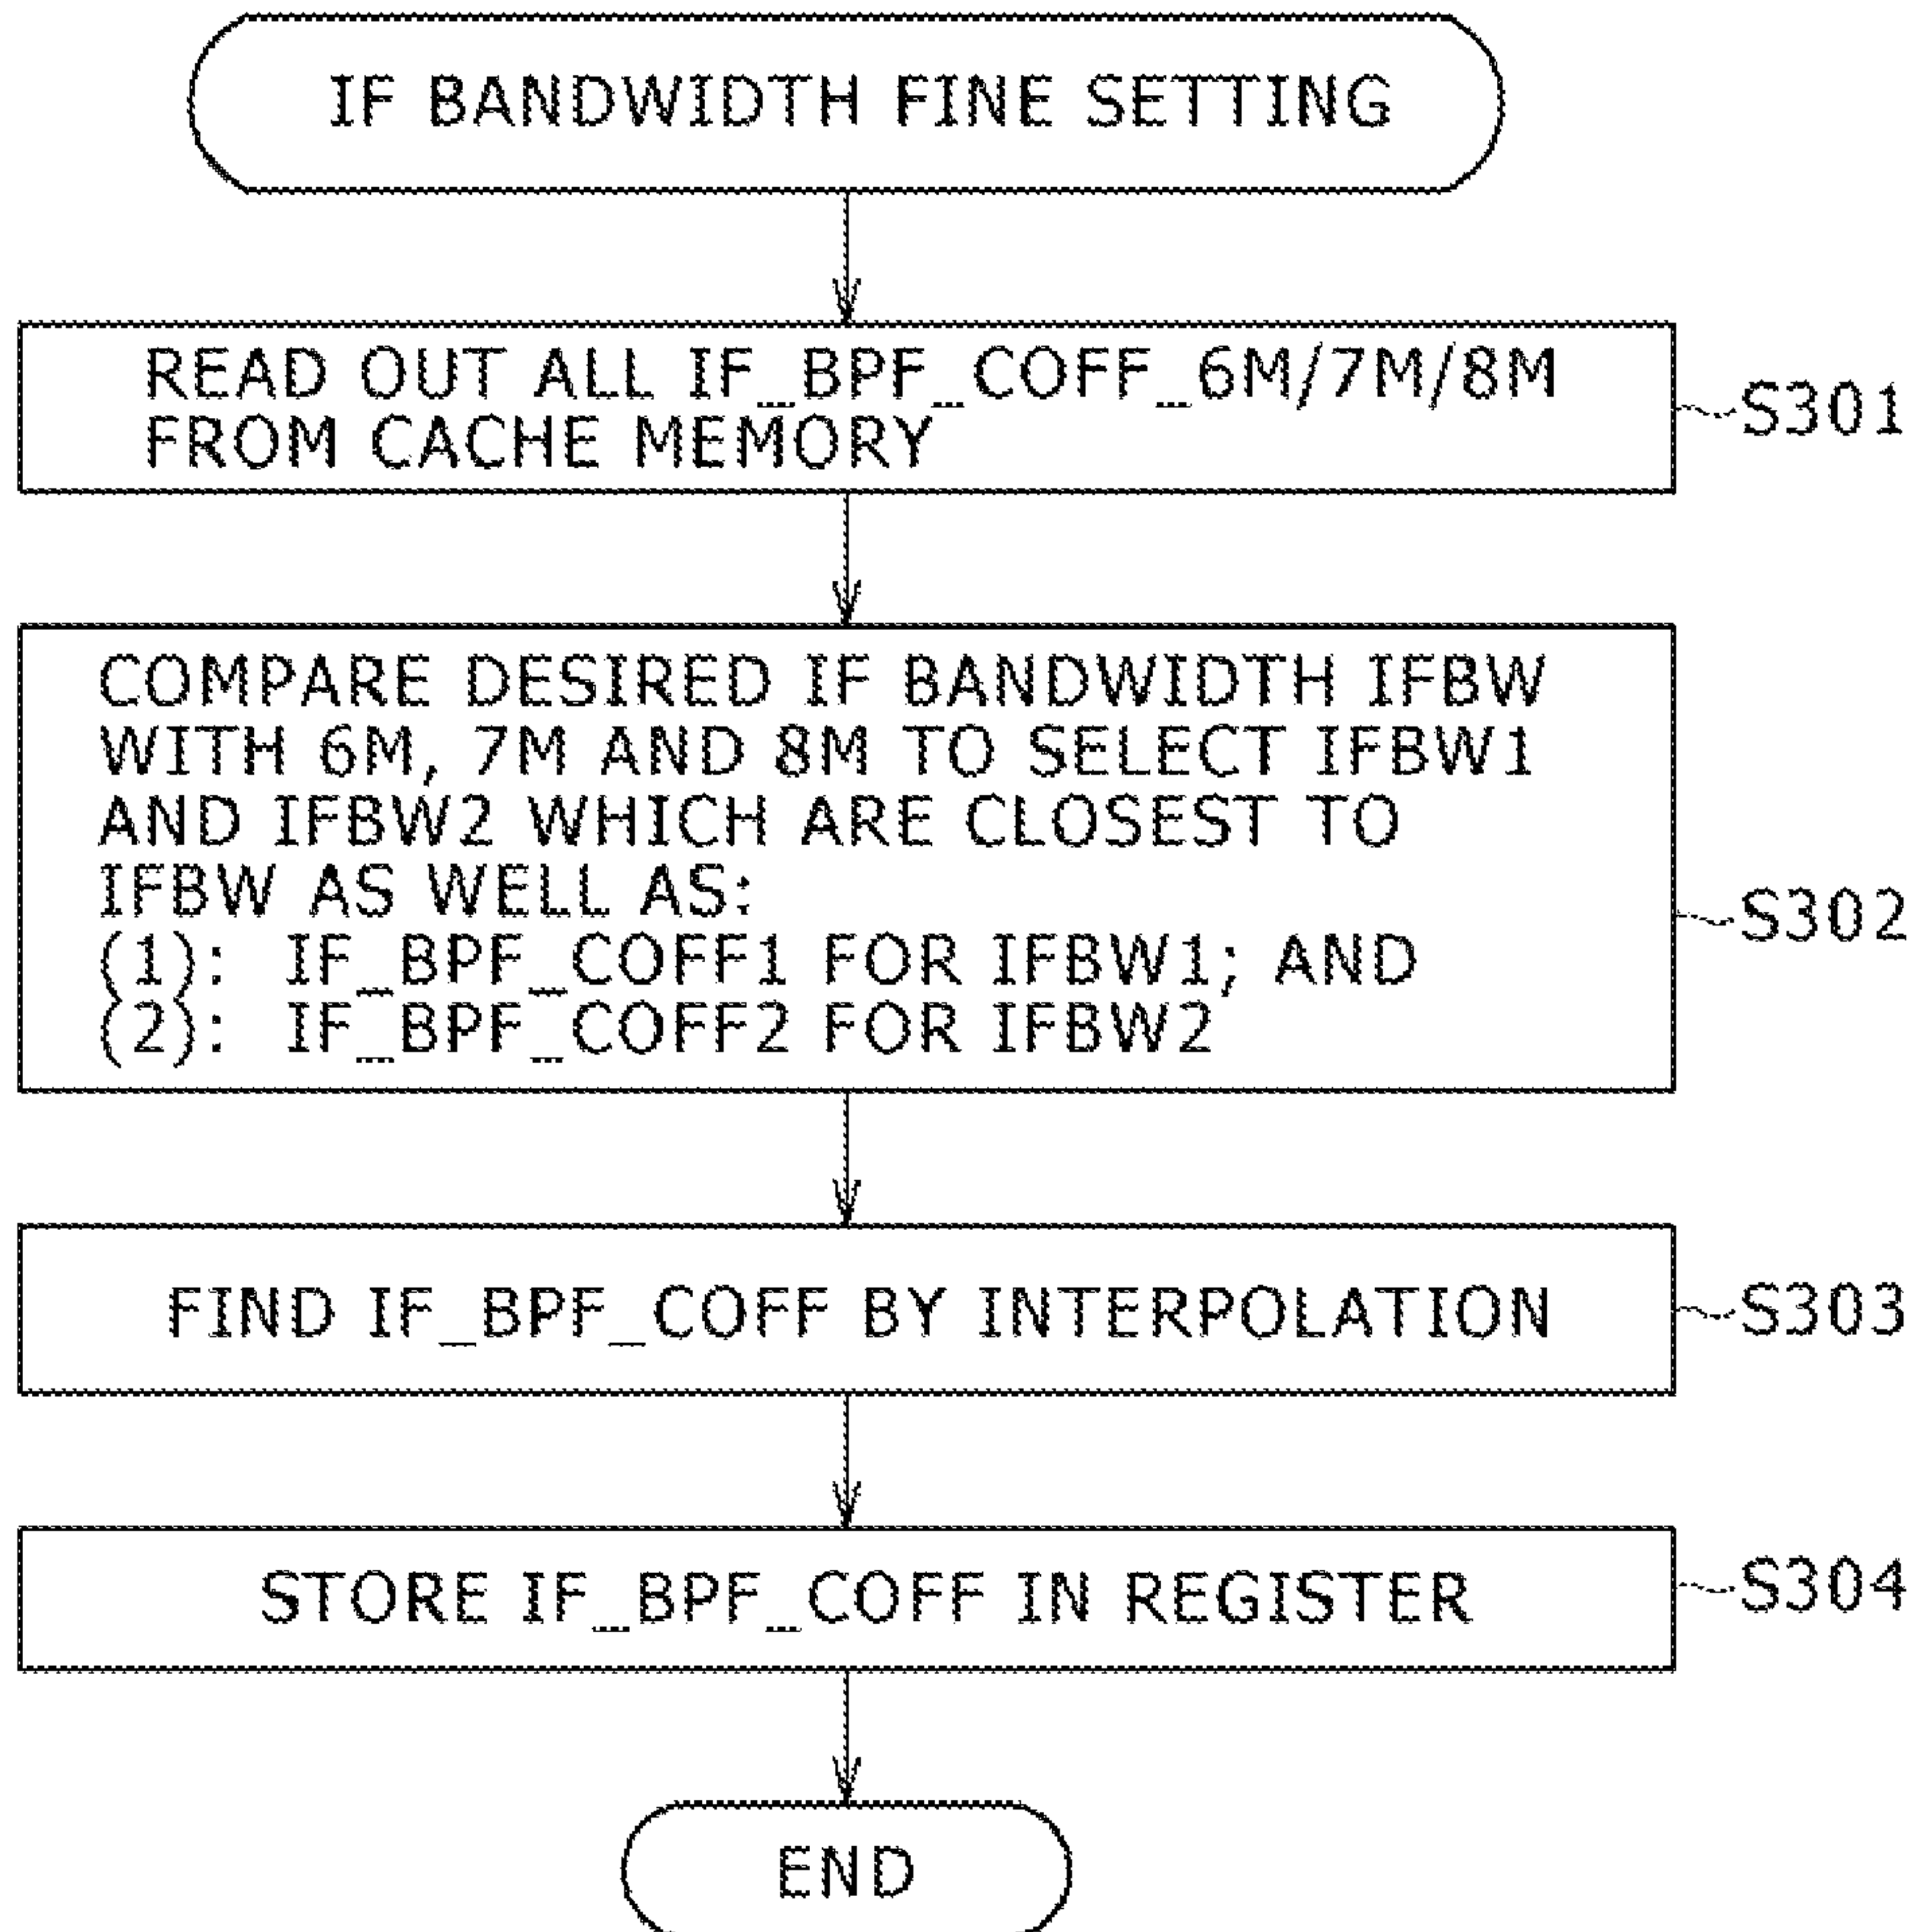 IF BANDWIDTH FINE SETTING
READ OUT ALL IF_BPF_COFF_6M/7M/8M
FROM CACHE MEMORY
S301
COMPARE DESIRED IF BANDWIDTH IFBW
WITH 6M, 7M AND 8M TO SELECT IFBW1
AND IFBW2 WHICH ARE CLOSEST TO
IFBW AS WELL AS:
(1): IF_BPF_COFF1 FOR IFBW1; AND
(2): IF_BPF_COFF2 FOR IFBW2
S302
FIND IF_BPF_COFF BY INTERPOLATION
S303
STORE IF_BPF_COFF IN REGISTER
S304
END